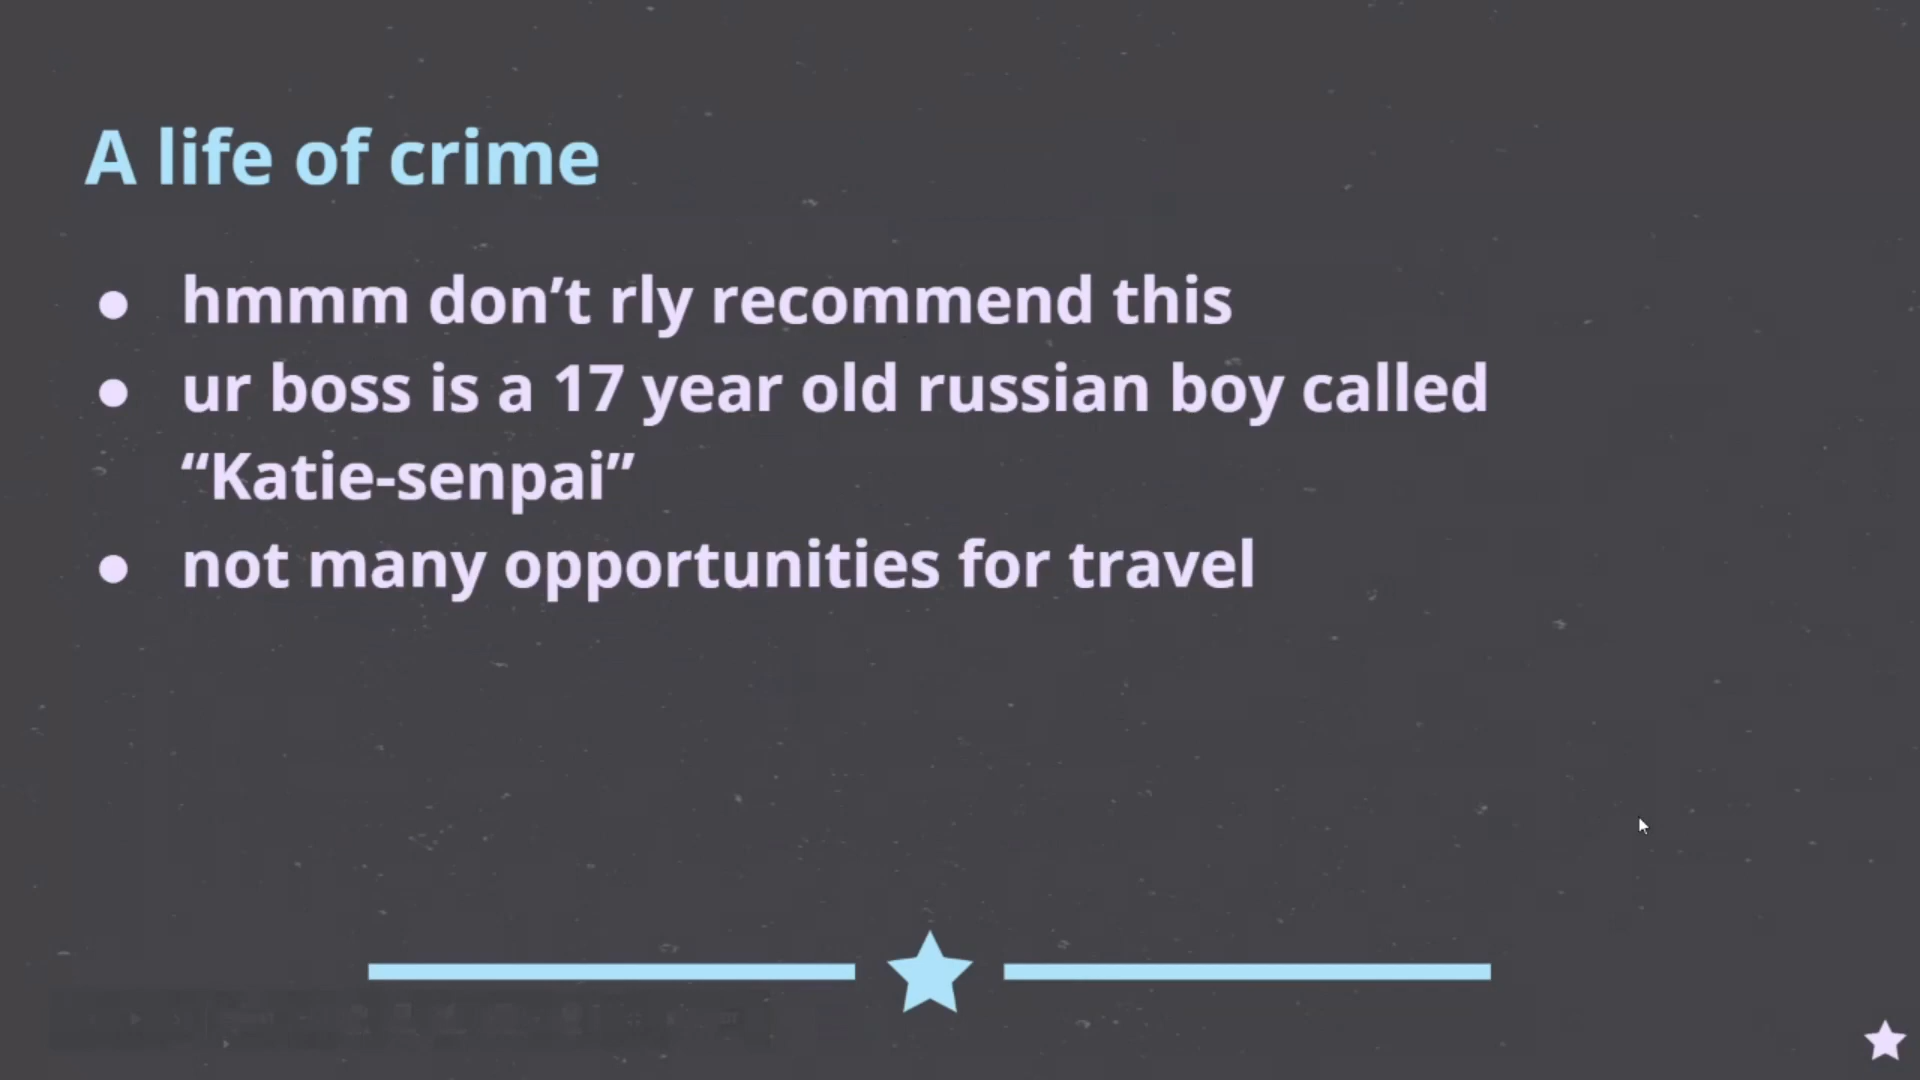 A life of crime
● hmmm don’t rly recommend this
● ur boss is a 17 year old russian boy called
“Katie-senpai”
● not many opportunities for travel